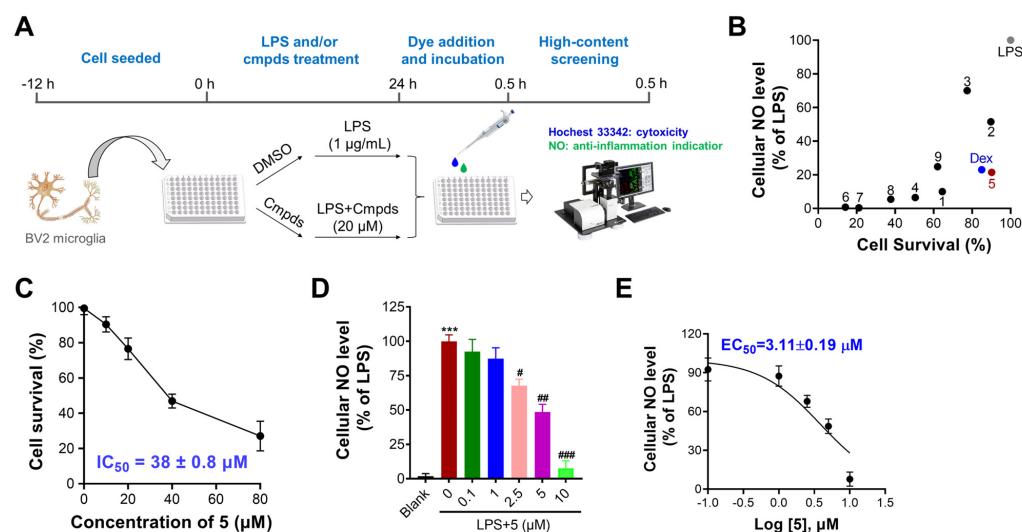 A
Cell seeded
LPS and/or
cmpds treatment
Dye addition
and incubation
High-content
screening
-12 h
0 h
24 h
0.5 h
0.5 h
BV2 microglia
DMSO
LPS
(1 μg/mL)
Cmpds
LPS+Cmpds
(20 μM)
Hochest 33342: cytoxicity
NO: anti-inflammation indicatior
B
Cellular NO level
(% of LPS)
100
80
60
40
20
0
LPS
3
2
9
Dex
5
1
4
8
6
7
0
20
40
60
80
100
Cell Survival (%)
C
Cell survival (%)
100
80
60
40
20
0
IC50 = 38 ± 0.8 μM
0
20
40
60
80
Concentration of 5 (μM)
D
Cellular NO level
(% of LPS)
125
100
75
50
25
0
***
#
##
###
Blank
0
0.1
1
2.5
5
10
LPS+5 (μM)
E
Cellular NO level
(% of LPS)
120
90
60
30
0
EC50=3.11±0.19 μM
-1.0
-0.5
0.0
0.5
1.0
1.5
Log [5], μM